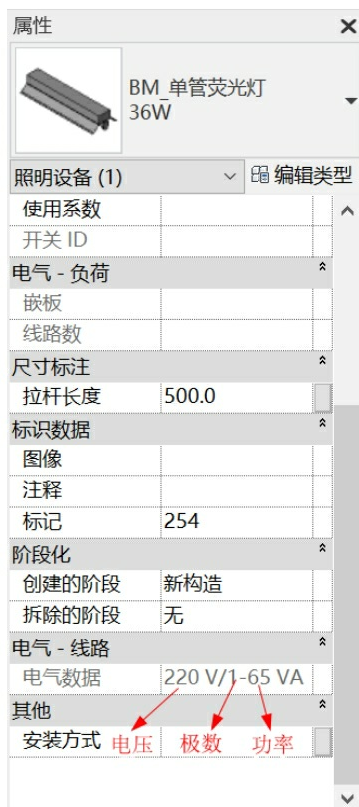 属性
BM_单管荧光灯
36W
照明设备 (1)
编辑类型
使用系数
开关 ID
电气 - 负荷
嵌板
线路数
尺寸标注
拉杆长度 500.0
标识数据
图像
注释
标记 254
阶段化
创建的阶段 新构造
拆除的阶段 无
电气 - 线路
电气数据 220 V/1-65 VA
其他
安装方式 电压 极数 功率